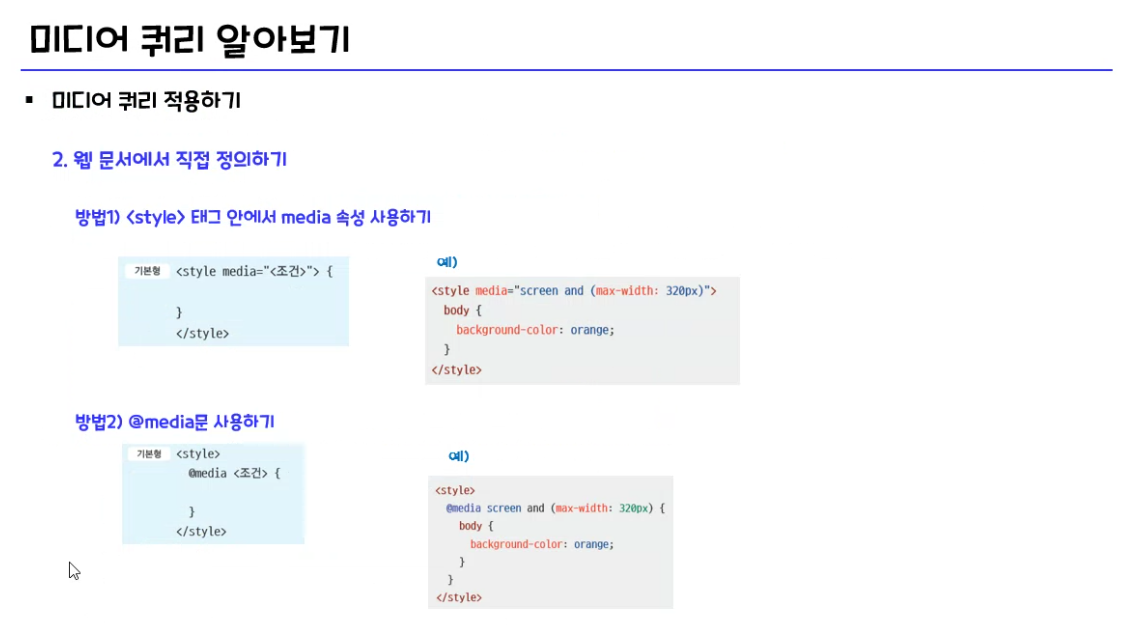 미디어 쿼리 알아보기
▪ 미디어 쿼리 적용하기
2. 웹 문서에서 직접 정의하기
방법1) <style> 태그 안에서 media 속성 사용하기
기본형 <style media="<조건>"> {
}
</style>
예)
<style media="screen and (max-width: 320px)">
body {
background-color: orange;
}
</style>
방법2) @media문 사용하기
기본형 <style>
@media <조건> {
}
</style>
예)
<style>
@media screen and (max-width: 320px) {
body {
background-color: orange;
}
}
</style>